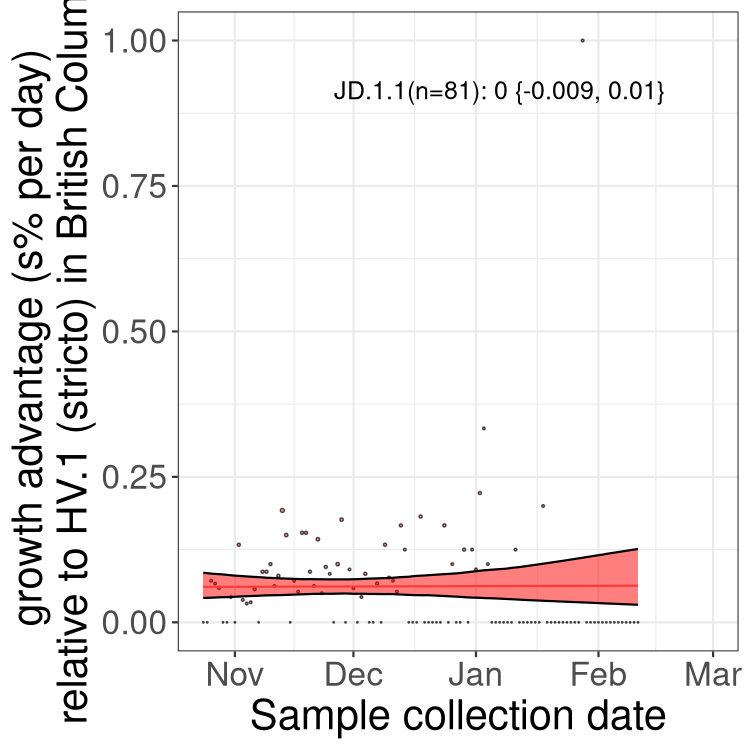 growth advantage (s% per day)
relative to HV.1 (stricto) in British Colum
1.00
0.75
0.50
0.25
0.00
JD.1.1(n=81): 0 {-0.009, 0.01}
Nov Dec Jan Feb Mar
Sample collection date